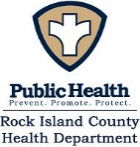 Public Health
Prevent. Promote. Protect.
Rock Island County
Health Department